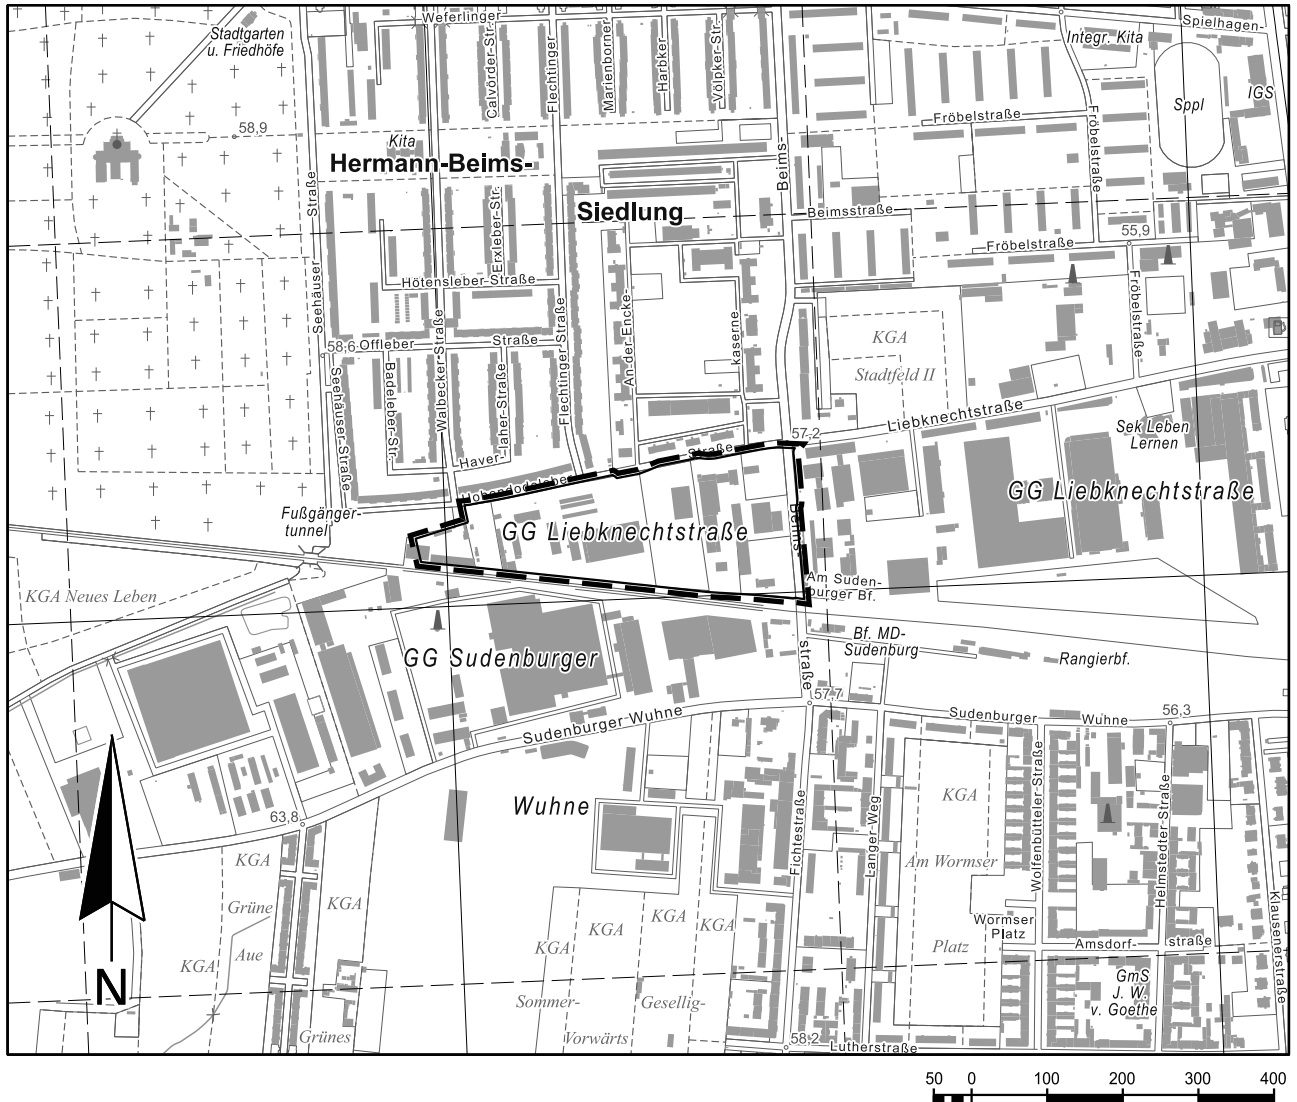 Weferlinger
Spielhagen-
Stadtgarten
u. Friedhöfe
Calvörder-Str.
Flechtinger
Marienborner
Harbker
Völpker-Str.
Integr. Kita
IGS
Sppl
58,9
Kita
Fröbelstraße
Fröbelstraße
Hermann-Beims-
Siedlung
Beims-
Straße
Erxleber-Str.
Beimsstraße
55,9
Fröbelstraße
Hötensleber-Straße
Seehäuser
An-der-Encke-
kaserne
Fröbelstraße
KGA
Stadtfeld II
58,6
Offleber
Straße
Walbecker-Straße
Flechtinger Straße
Badeleber-Str.
Haver-
laher-Straße
Seehäuser-Straße
57,2
Liebknechtstraße
Sek Leben
Lernen
Straße
Hohendodeleber
GG Liebknechtstraße
GG Liebknechtstraße
Beims-
Fußgänger-
tunnel
KGA Neues Leben
Am Suden-
burger Bf.
Bf. MD-
Sudenburg
Rangierbf.
GG Sudenburger
straße
57,7
Sudenburger Wuhne
Sudenburger
Wuhne
56,3
Wuhne
63,8
KGA
Fichtestraße
Langer-Weg
Wolfenbütteler-Straße
Helmstedter-Straße
Klausenerstraße
Am Wormser
Platz
Wormser
Platz
Amsdorf-
straße
KGA
Grüne
Aue
KGA
KGA
KGA
KGA
KGA
KGA
Sommer-
Gesellig-
Vorwärts
Grünes
GmS
J. W.
v. Goethe
58,2
Lutherstraße
N
50 0 100 200 300 400